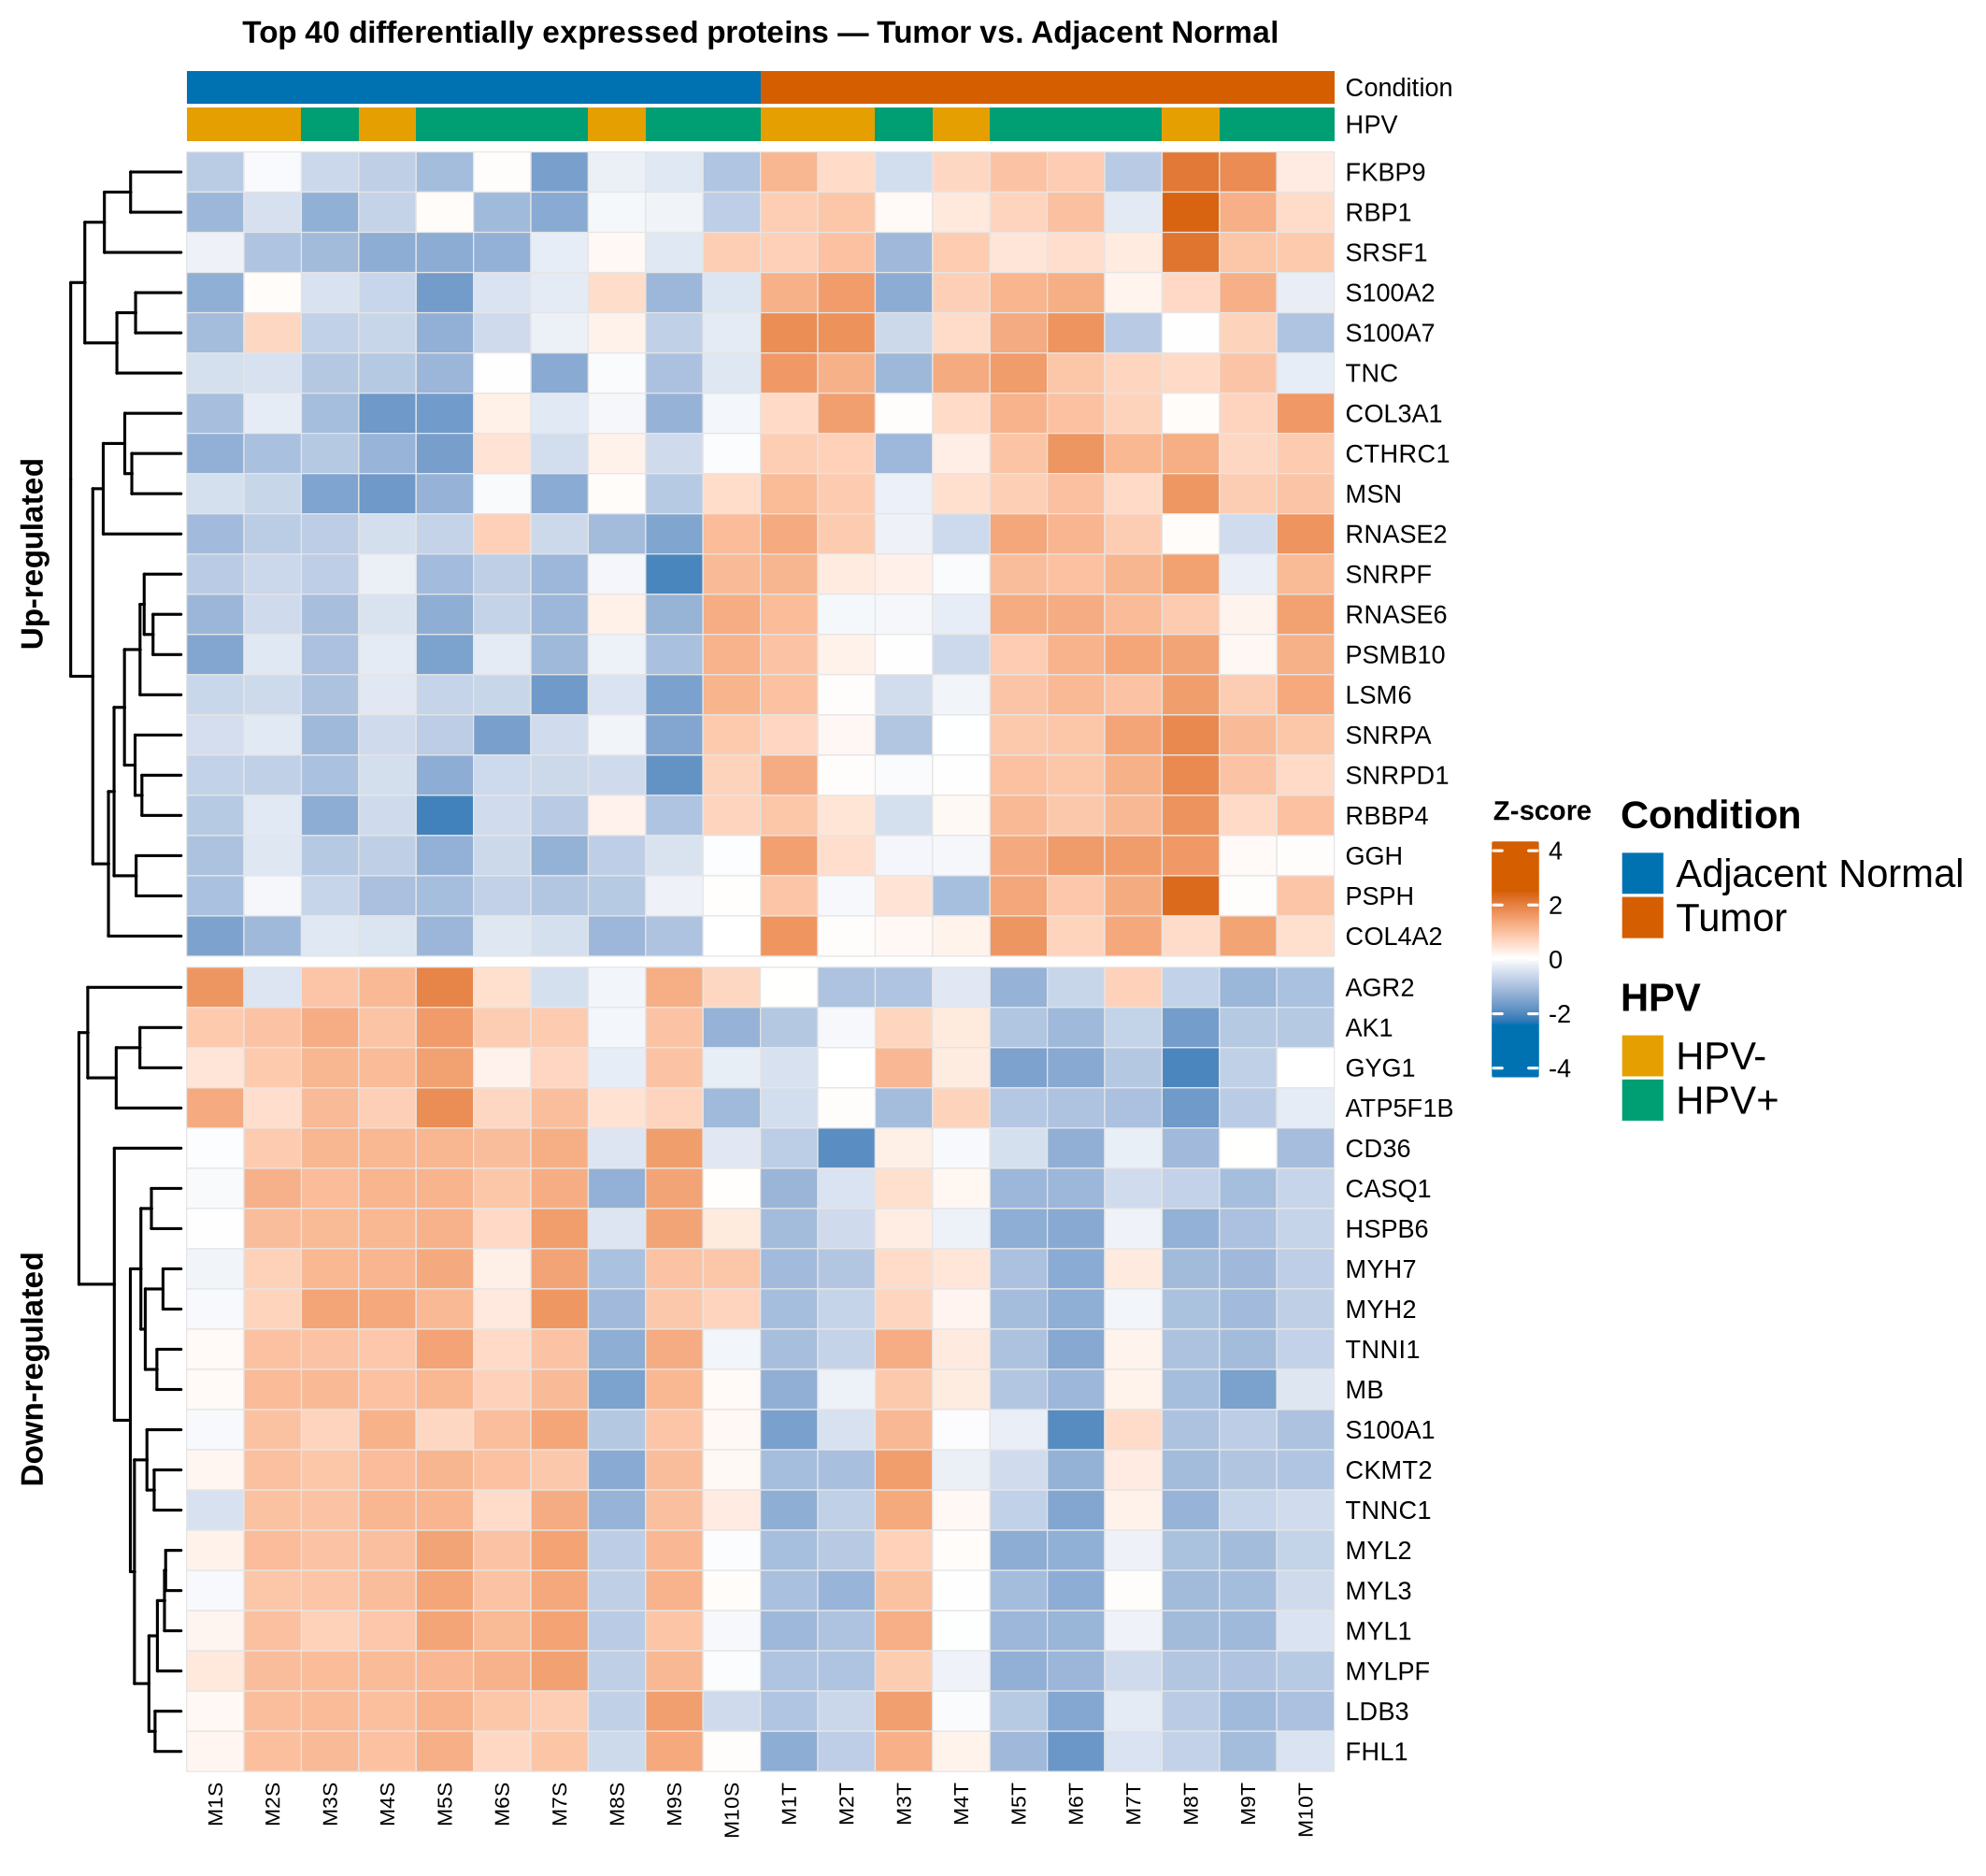 Top 40 differentially expressed proteins — Tumor vs. Adjacent Normal
Condition
HPV
Up-regulated
FKBP9
RBP1
SRSF1
S100A2
S100A7
TNC
COL3A1
CTHRC1
MSN
RNASE2
SNRPF
RNASE6
PSMB10
LSM6
SNRPA
SNRPD1
RBBP4
GGH
PSPH
COL4A2
Down-regulated
AGR2
AK1
GYG1
ATP5F1B
CD36
CASQ1
HSPB6
MYH7
MYH2
TNNI1
MB
S100A1
CKMT2
TNNC1
MYL2
MYL3
MYL1
MYLPF
LDB3
FHL1
M1S
M2S
M3S
M4S
M5S
M6S
M7S
M8S
M9S
M10S
M1T
M2T
M3T
M4T
M5T
M6T
M7T
M8T
M9T
M10T
Z-score
4
2
0
-2
-4
Condition
Adjacent Normal
Tumor
HPV
HPV-
HPV+